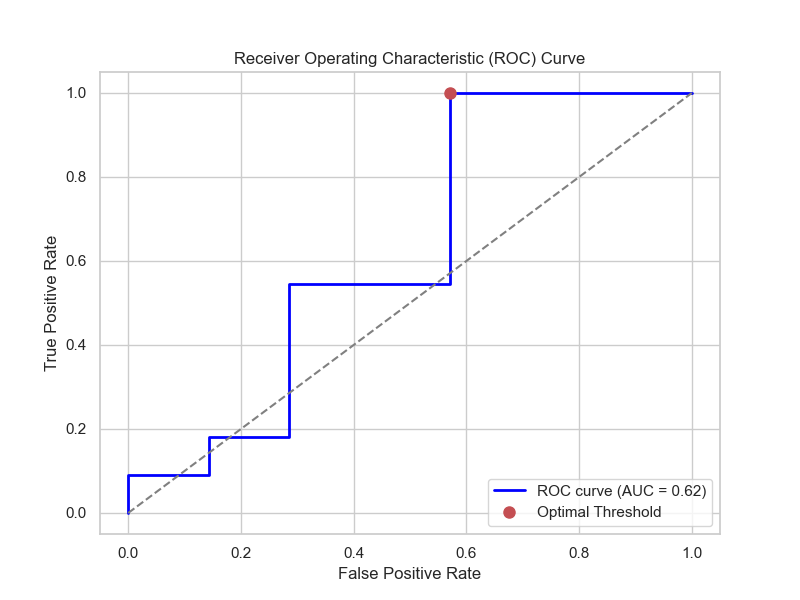 Receiver Operating Characteristic (ROC) Curve
1.0
0.8
0.6
0.4
0.2
0.0
True Positive Rate
0.0 0.2 0.4 0.6 0.8 1.0
False Positive Rate
ROC curve (AUC = 0.62)
Optimal Threshold